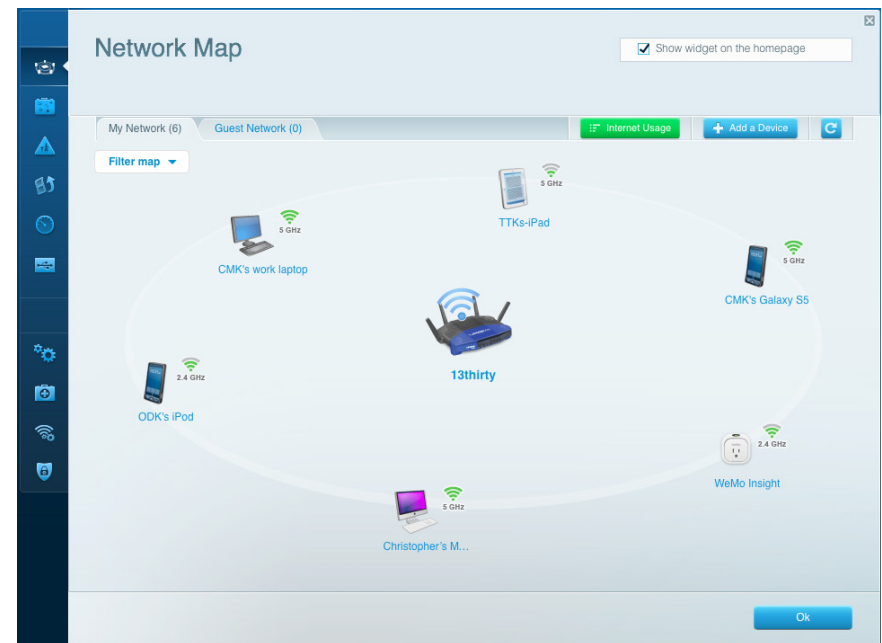 Network Map
Show widget on the homepage
My Network (6)
Guest Network (0)
Internet Usage
Add a Device
Filter map
5 GHz
TTKs-iPad
5 GHz
CMK's work laptop
5 GHz
CMK's Galaxy S5
13thirty
2.4 GHz
ODK's iPod
2.4 GHz
WeMo Insight
5 GHz
Christopher's M...
Ok